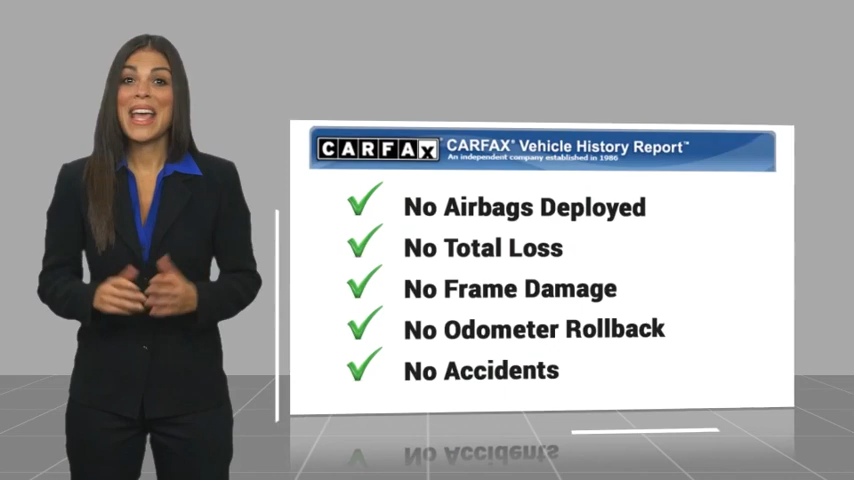 CARFAX® CARFAX® Vehicle History Report™
An independent company established in 1986
No Airbags Deployed
No Total Loss
No Frame Damage
No Odometer Rollback
No Accidents
No Accidents